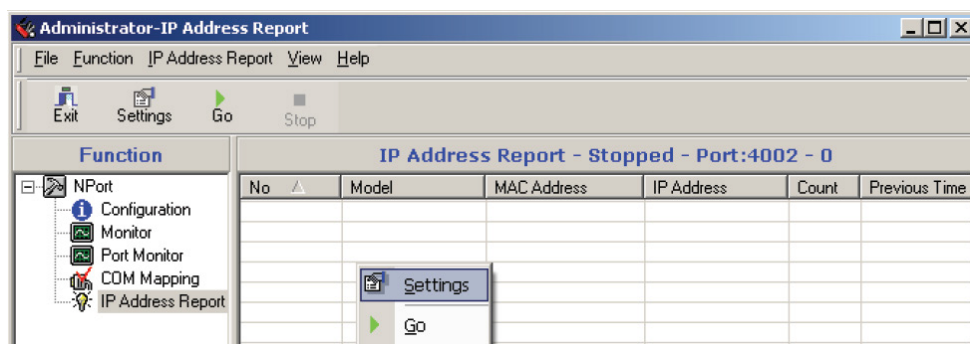 Administrator-IP Address Report
File Function IP Address Report View Help
Exit Settings Go Stop
Function
IP Address Report - Stopped - Port:4002 - 0
NPort
Configuration
Monitor
Port Monitor
COM Mapping
IP Address Report
No Model MAC Address IP Address Count Previous Time
Settings
Go